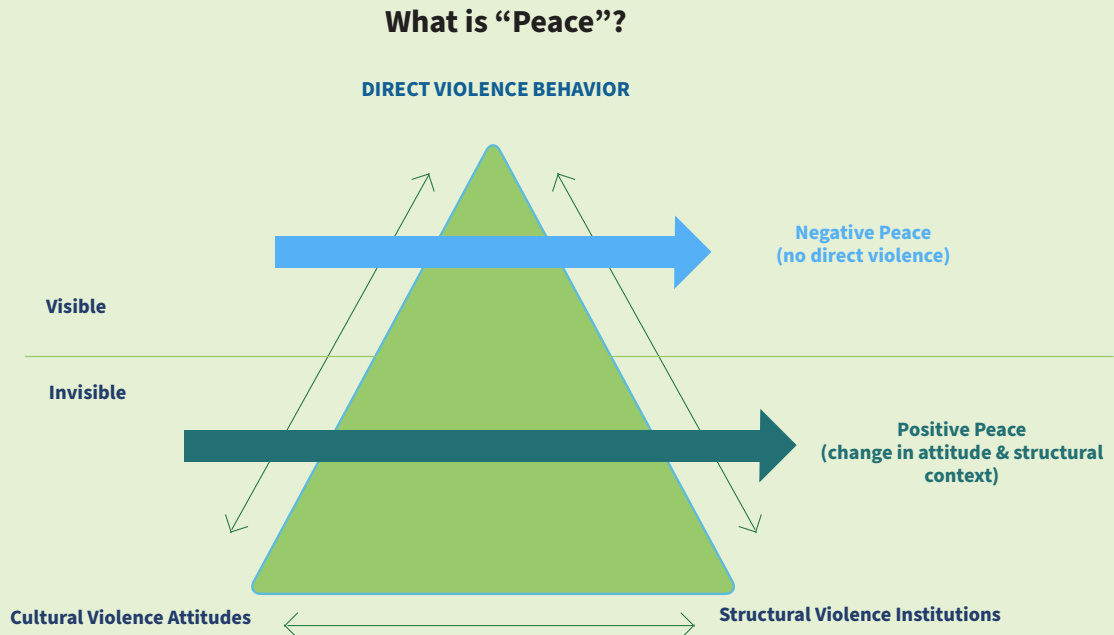 What is “Peace”?
DIRECT VIOLENCE BEHAVIOR
Negative Peace
(no direct violence)
Visible
Invisible
Positive Peace
(change in attitude & structural
context)
Cultural Violence Attitudes
Structural Violence Institutions